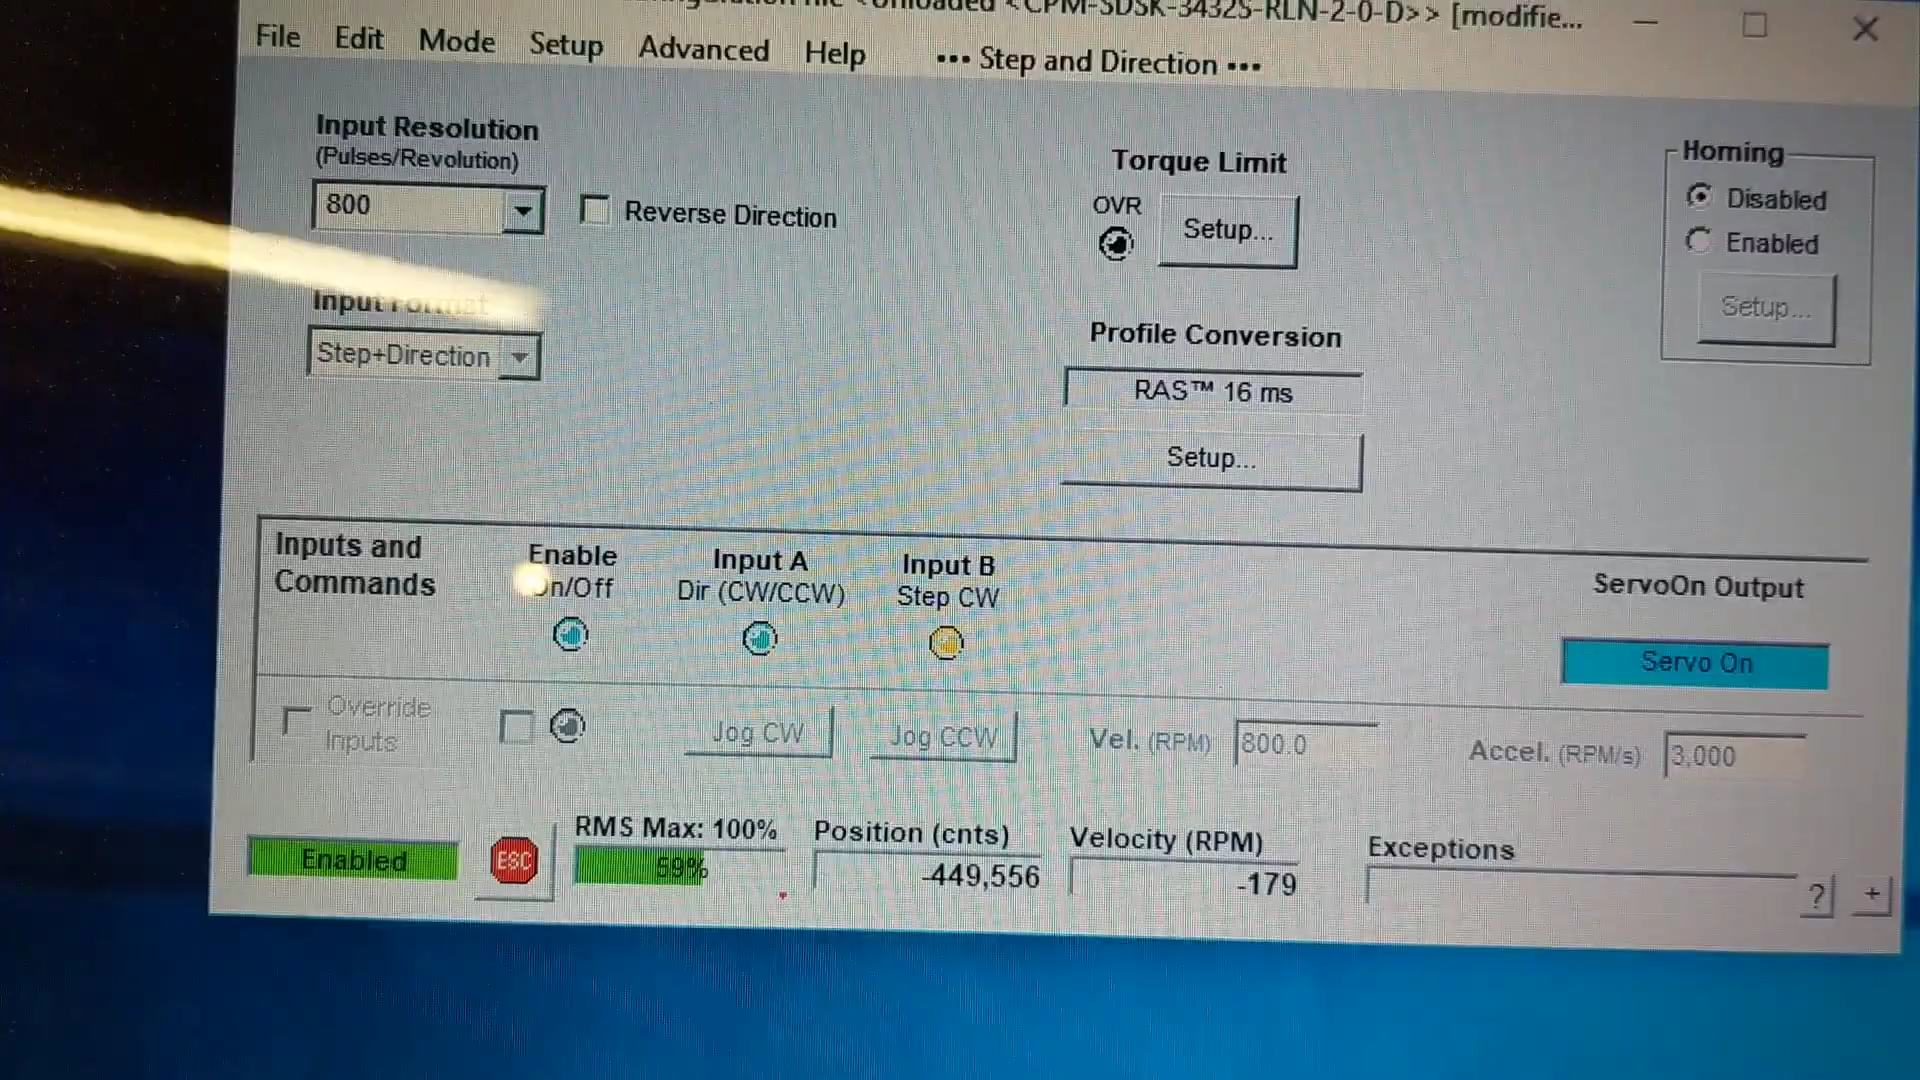 <CPM-SDSK-3432S-RLN-2-0-D>> [modifie...
File Edit Mode Setup Advanced Help ••• Step and Direction •••
Input Resolution
(Pulses/Revolution)
800
Reverse Direction
Torque Limit
OVR
Setup...
Homing
Disabled
Enabled
Setup...
Input Format
Step+Direction
Profile Conversion
RAS™ 16 ms
Setup...
Inputs and
Commands
Enable
On/Off
Input A
Dir (CW/CCW)
Input B
Step CW
ServoOn Output
Servo On
Override
Inputs
Jog CW
Jog CCW
Vel. (RPM)
800.0
Accel. (RPM/s)
3,000
Enabled
ESC
RMS Max: 100%
59%
Position (cnts)
-449,556
Velocity (RPM)
-179
Exceptions
?
+